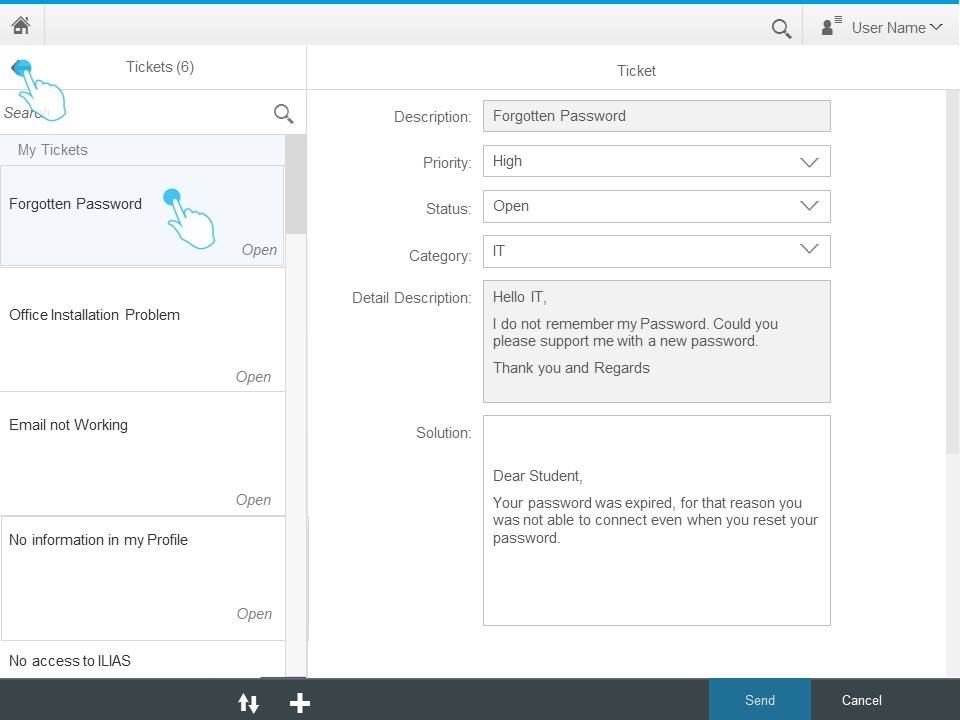 User Name
Tickets (6)
Ticket
Search
My Tickets
Forgotten Password
Open
Office Installation Problem
Open
Email not Working
Open
No information in my Profile
Open
No access to ILIAS
Description:
Forgotten Password
Priority:
High
Status:
Open
Category:
IT
Detail Description:
Hello IT,
I do not remember my Password. Could you
please support me with a new password.
Thank you and Regards
Solution:
Dear Student,
Your password was expired, for that reason you
was not able to connect even when you reset your
password.
Send
Cancel